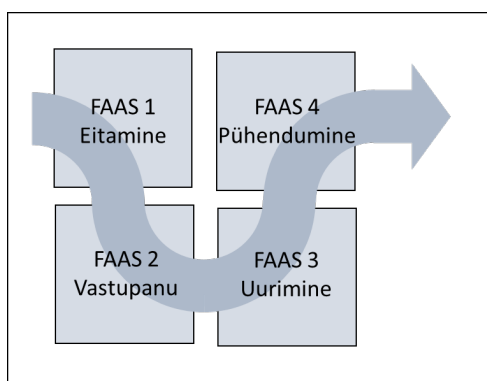 FAAS 1
Eitamine
FAAS 2
Vastupanu
FAAS 3
Uurimine
FAAS 4
Pühendumine